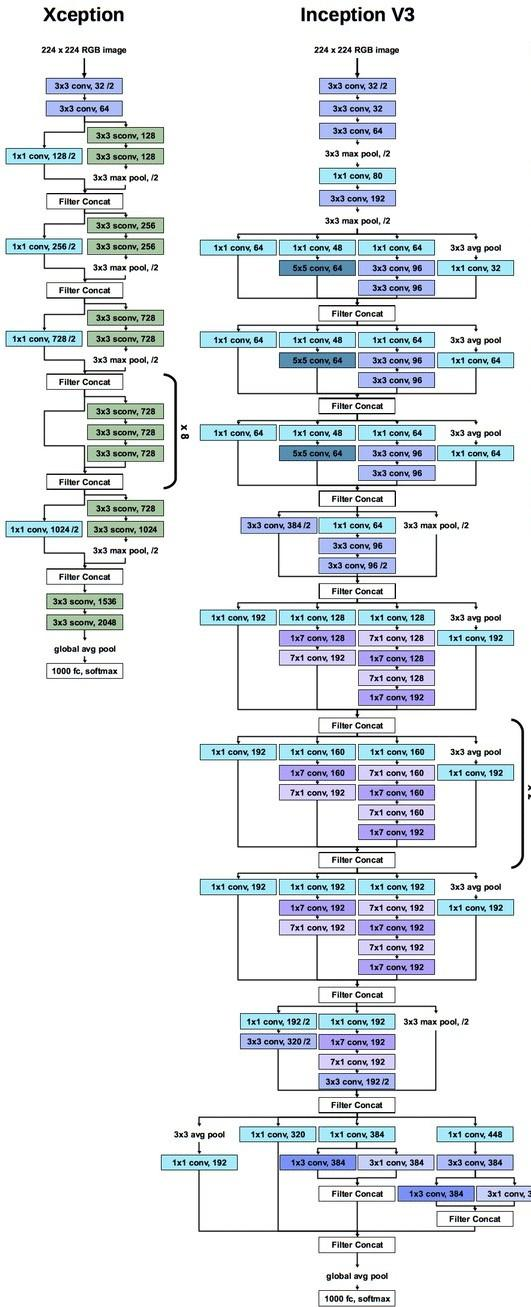 Xception
224 x 224 RGB image
3x3 conv, 32 /2
3x3 conv, 64
3x3 sconv, 128
1x1 conv, 128 /2
3x3 sconv, 128
3x3 max pool, /2
Filter Concat
3x3 sconv, 256
1x1 conv, 256 /2
3x3 sconv, 256
3x3 max pool, /2
Filter Concat
3x3 sconv, 728
1x1 conv, 728 /2
3x3 sconv, 728
3x3 max pool, /2
Filter Concat
3x3 sconv, 728
3x3 sconv, 728
3x3 sconv, 728
x 8
Filter Concat
3x3 sconv, 728
1x1 conv, 1024 /2
3x3 sconv, 1024
3x3 max pool, /2
Filter Concat
3x3 sconv, 1536
3x3 sconv, 2048
global avg pool
1000 fc, softmax
Inception V3
224 x 224 RGB image
3x3 conv, 32 /2
3x3 conv, 32
3x3 conv, 64
3x3 max pool, /2
1x1 conv, 80
3x3 conv, 192
3x3 max pool, /2
1x1 conv, 64 1x1 conv, 48 1x1 conv, 64 3x3 avg pool
5x5 conv, 64 3x3 conv, 96 1x1 conv, 32
3x3 conv, 96
Filter Concat
1x1 conv, 64 1x1 conv, 48 1x1 conv, 64 3x3 avg pool
5x5 conv, 64 3x3 conv, 96 1x1 conv, 64
3x3 conv, 96
Filter Concat
1x1 conv, 64 1x1 conv, 48 1x1 conv, 64 3x3 avg pool
5x5 conv, 64 3x3 conv, 96 1x1 conv, 64
3x3 conv, 96
Filter Concat
3x3 conv, 384 /2 1x1 conv, 64 3x3 max pool, /2
3x3 conv, 96
3x3 conv, 96 /2
Filter Concat
1x1 conv, 192 1x1 conv, 128 1x1 conv, 128 3x3 avg pool
1x7 conv, 128 7x1 conv, 128 1x1 conv, 192
7x1 conv, 192 1x7 conv, 128
7x1 conv, 128
1x7 conv, 192
Filter Concat
1x1 conv, 192 1x1 conv, 160 1x1 conv, 160 3x3 avg pool
1x7 conv, 160 7x1 conv, 160 1x1 conv, 192
7x1 conv, 192 1x7 conv, 160
7x1 conv, 160
1x7 conv, 192
Filter Concat
1x1 conv, 192 1x1 conv, 192 1x1 conv, 192 3x3 avg pool
1x7 conv, 192 7x1 conv, 192 1x1 conv, 192
7x1 conv, 192 1x7 conv, 192
7x1 conv, 192
1x7 conv, 192
Filter Concat
1x1 conv, 192 /2 1x1 conv, 192 3x3 max pool, /2
3x3 conv, 320 /2 1x7 conv, 192
7x1 conv, 192
3x3 conv, 192 /2
Filter Concat
3x3 avg pool 1x1 conv, 320 1x1 conv, 384 1x1 conv, 448
1x1 conv, 192 1x3 conv, 384 3x1 conv, 384 3x3 conv, 384
Filter Concat 1x3 conv, 384 3x1 conv, 3
Filter Concat
Filter Concat
global avg pool
1000 fc, softmax